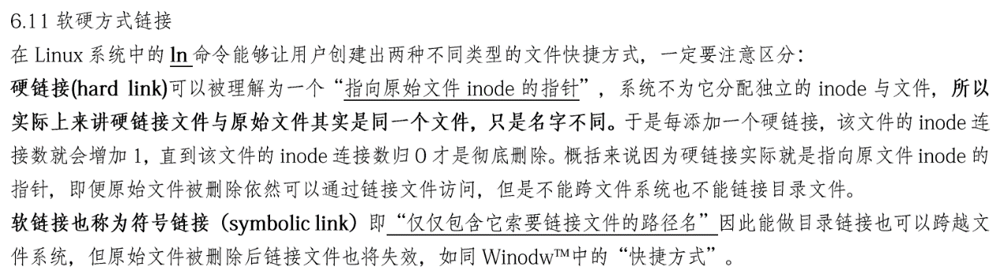 6.11 软硬方式链接
在 Linux 系统中的 ln 命令能够让用户创建出两种不同类型的文件快捷方式，一定要注意区分：
硬链接(hard link)可以被理解为一个“指向原始文件 inode 的指针”，系统不为它分配独立的 inode 与文件，所以
实际上来讲硬链接文件与原始文件其实是同一个文件，只是名字不同。于是每添加一个硬链接，该文件的 inode 连
接数就会增加 1，直到该文件的 inode 连接数归 0 才是彻底删除。概括来说因为硬链接实际就是指向原文件 inode 的
指针，即便原始文件被删除依然可以通过链接文件访问，但是不能跨文件系统也不能链接目录文件。
软链接也称为符号链接（symbolic link）即“仅仅包含它索要链接文件的路径名”因此能做目录链接也可以跨越文
件系统，但原始文件被删除后链接文件也将失效，如同 Winodw™中的“快捷方式”。